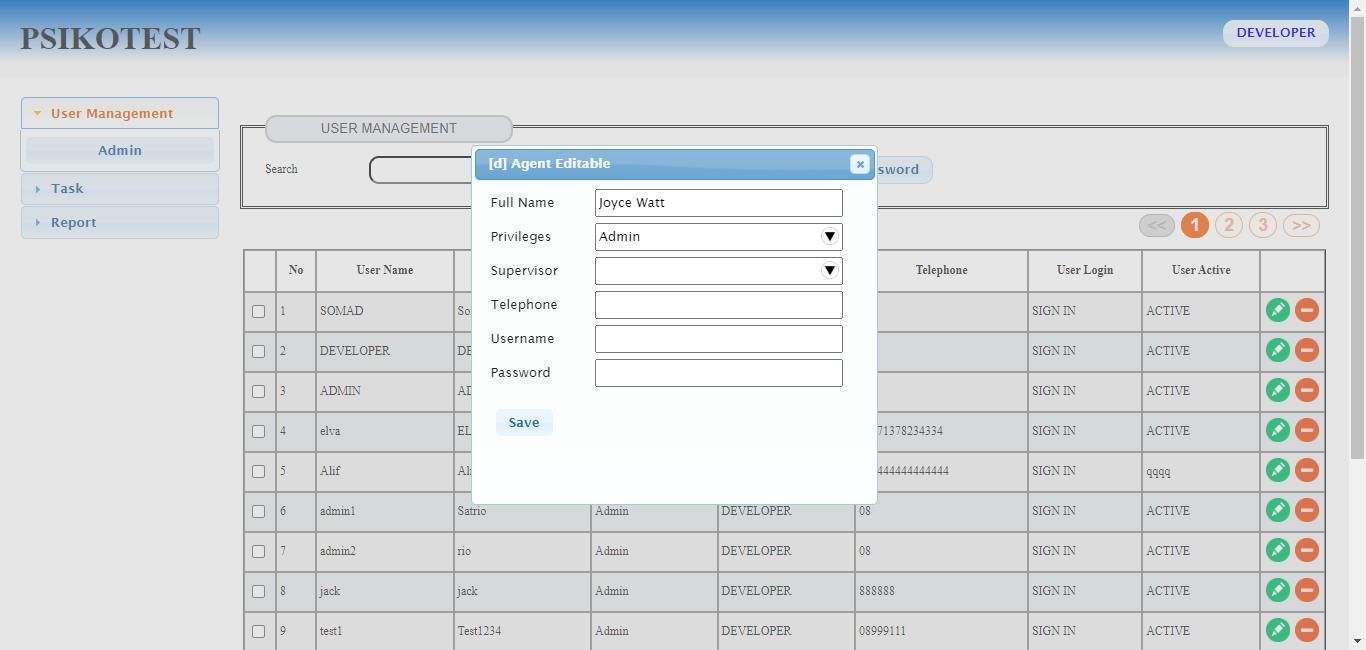 PSIKOTEST
DEVELOPER
User Management
Admin
Task
Report
USER MANAGEMENT
Search
sword
[d] Agent Editable
Full Name Joyce Watt
Privileges Admin
Supervisor
Telephone
Username
Password
Save
<< 1 2 3 >>
No User Name Telephone User Login User Active
1 SOMAD So SIGN IN ACTIVE
2 DEVELOPER DE SIGN IN ACTIVE
3 ADMIN AD SIGN IN ACTIVE
4 elva EL 71378234334 SIGN IN ACTIVE
5 Alif Ali 444444444444 SIGN IN qqqq
6 admin1 Satrio Admin DEVELOPER 08 SIGN IN ACTIVE
7 admin2 rio Admin DEVELOPER 08 SIGN IN ACTIVE
8 jack jack Admin DEVELOPER 888888 SIGN IN ACTIVE
9 test1 Test1234 Admin DEVELOPER 08999111 SIGN IN ACTIVE